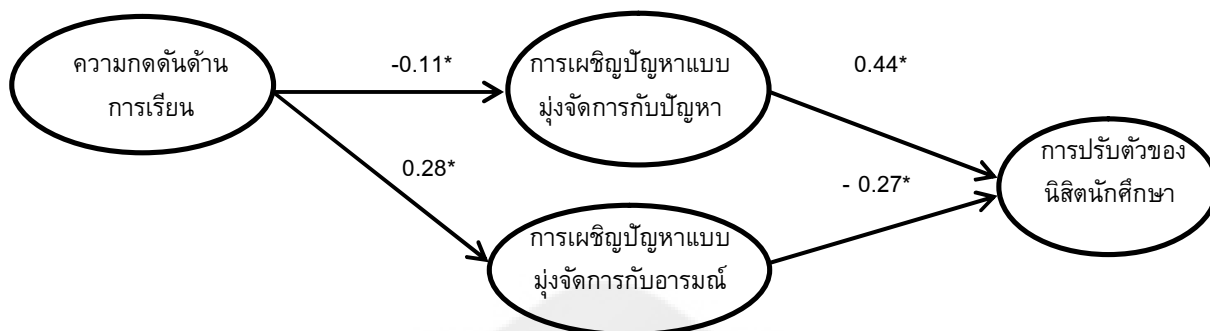 ความกดดันด้าน
การเรียน
-0.11*
การเผชิญปัญหาแบบ
มุ่งจัดการกับปัญหา
0.44*
0.28*
การเผชิญปัญหาแบบ
มุ่งจัดการกับอารมณ์
- 0.27*
การปรับตัวของ
นิสิตนักศึกษา